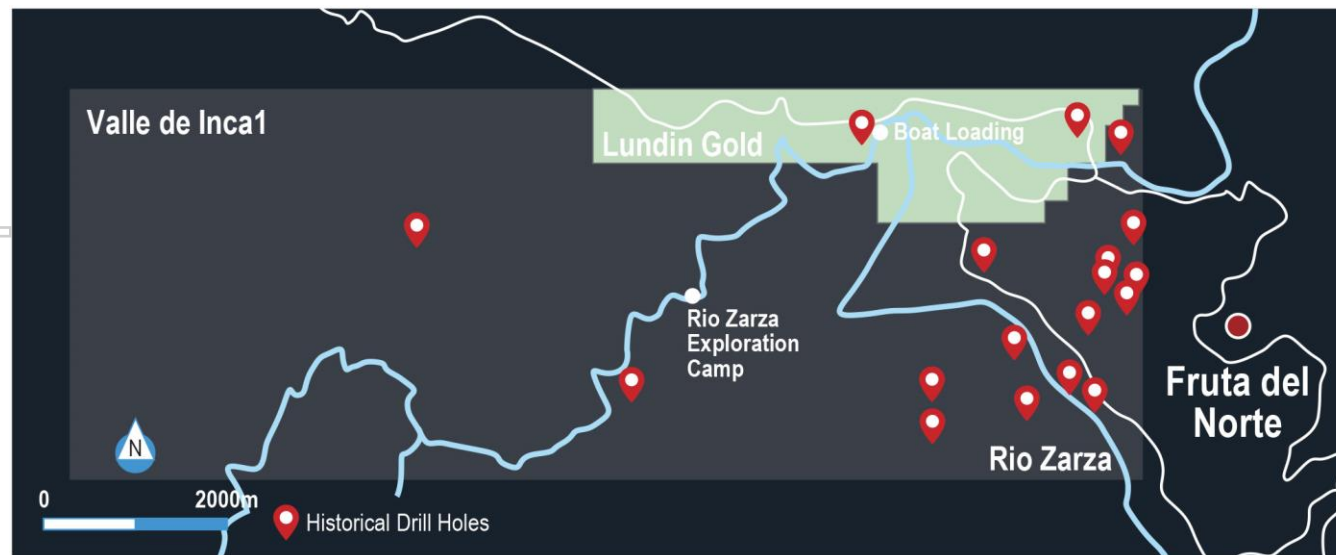 Valle de Inca1
Lundin Gold
Boat Loading
Rio Zarza
Exploration
Camp
Fruta del
Norte
Rio Zarza
N
0 2000m
Historical Drill Holes